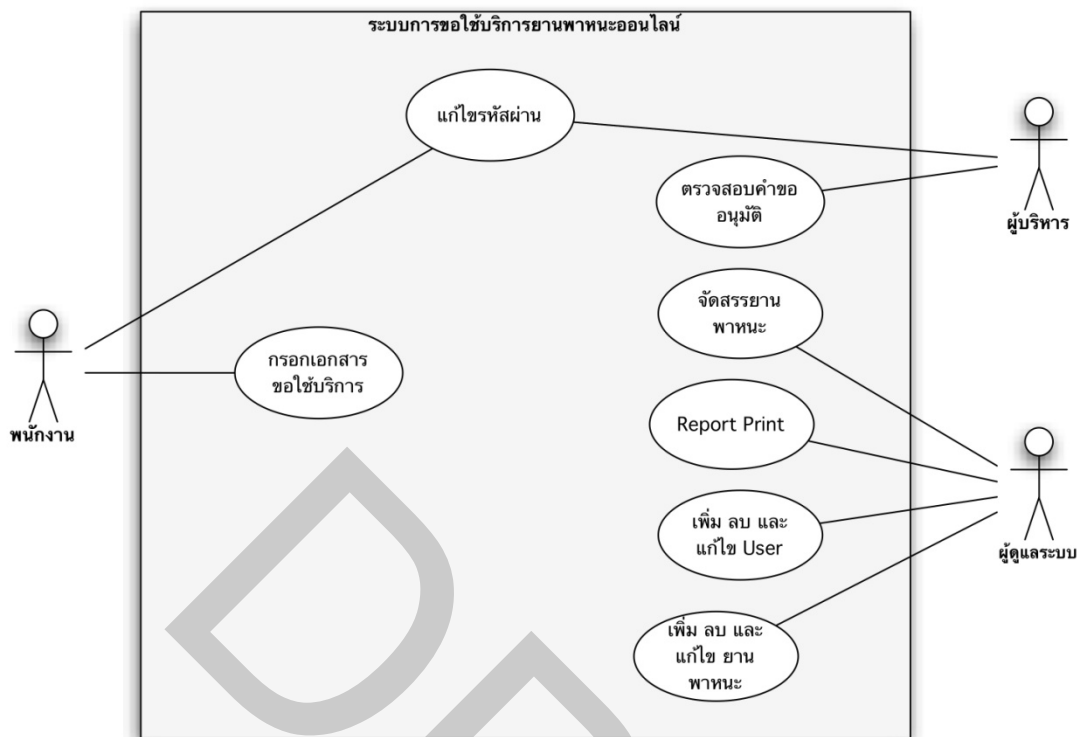 ระบบการขอใช้บริการยานพาหนะออนไลน์
แก้ไขรหัสผ่าน
ตรวจสอบคำขอ
อนุมัติ
ผู้บริหาร
จัดสรรยาน
พาหนะ
กรอกเอกสาร
ขอใช้บริการ
พนักงาน
Report Print
เพิ่ม ลบ และ
แก้ไข User
ผู้ดูแลระบบ
เพิ่ม ลบ และ
แก้ไข ยาน
พาหนะ